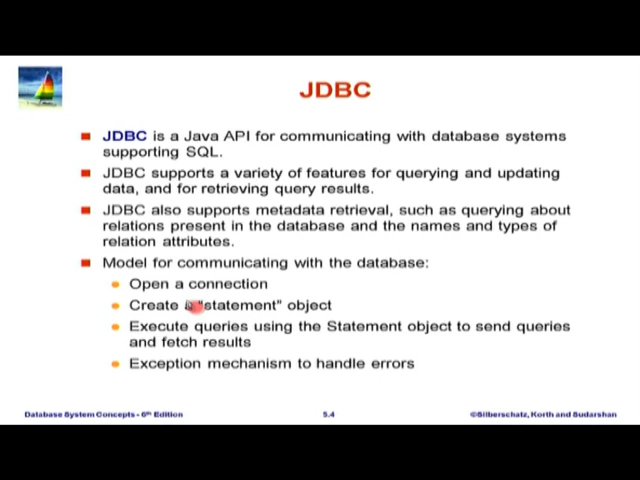 JDBC
JDBC is a Java API for communicating with database systems
supporting SQL.
JDBC supports a variety of features for querying and updating
data, and for retrieving query results.
JDBC also supports metadata retrieval, such as querying about
relations present in the database and the names and types of
relation attributes.
Model for communicating with the database:
Open a connection
Create a “statement” object
Execute queries using the Statement object to send queries
and fetch results
Exception mechanism to handle errors
Database System Concepts - 6th Edition
5.4
©Silberschatz, Korth and Sudarshan